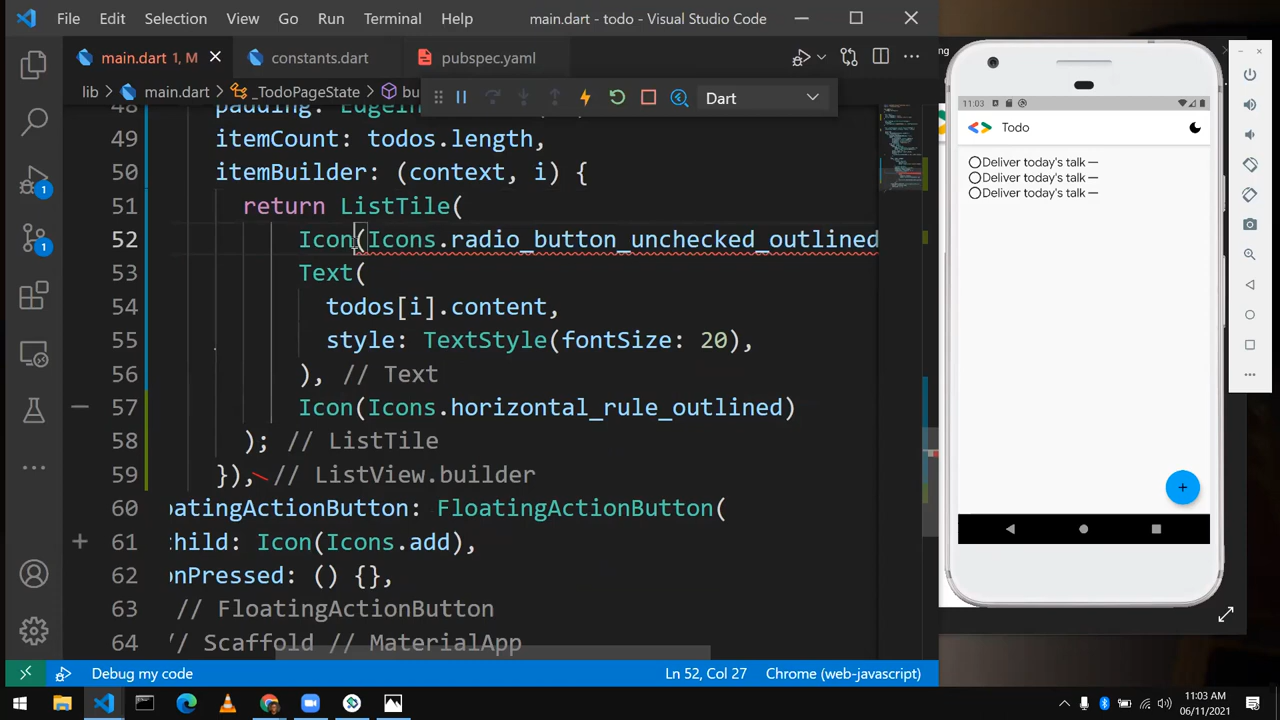 File Edit Selection View Go Run Terminal Help main.dart - todo - Visual Studio Code
main.dart 1, M constants.dart pubspec.yaml
lib > main.dart > _TodoPageState > bu
Dart
itemCount: todos.length,
49
itemBuilder: (context, i) {
50
return ListTile(
51
Icon(Icons.radio_button_unchecked_outlined
52
Text(
53
todos[i].content,
54
style: TextStyle(fontSize: 20),
55
), // Text
56
Icon(Icons.horizontal_rule_outlined)
57
); // ListTile
58
}), // ListView.builder
59
oatingActionButton: FloatingActionButton(
60
child: Icon(Icons.add),
61
onPressed: () {},
62
// FloatingActionButton
63
// Scaffold // MaterialApp
64
1
1
Debug my code
Ln 52, Col 27
Chrome (web-javascript)
11:03
Todo
Deliver today's talk —
Deliver today's talk —
Deliver today's talk —
+
11:03 AM
06/11/2021